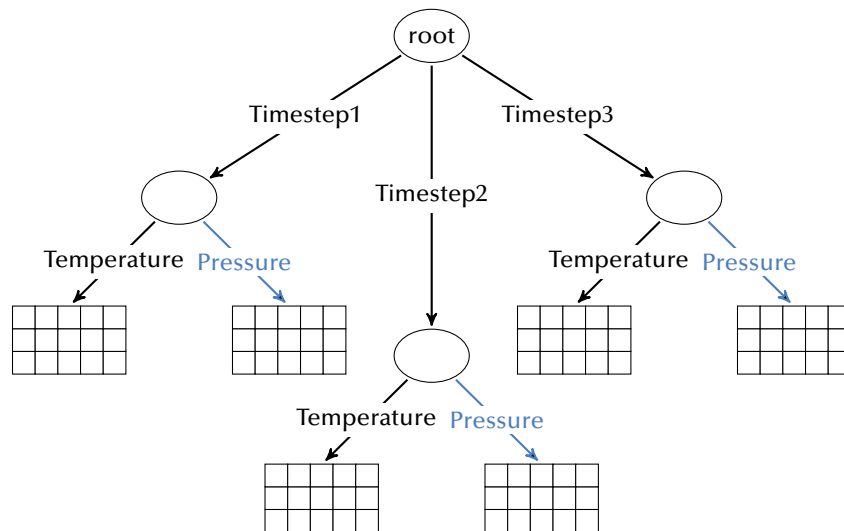 root
Timestep1
Timestep3
Timestep2
Temperature Pressure
Temperature Pressure
Temperature Pressure